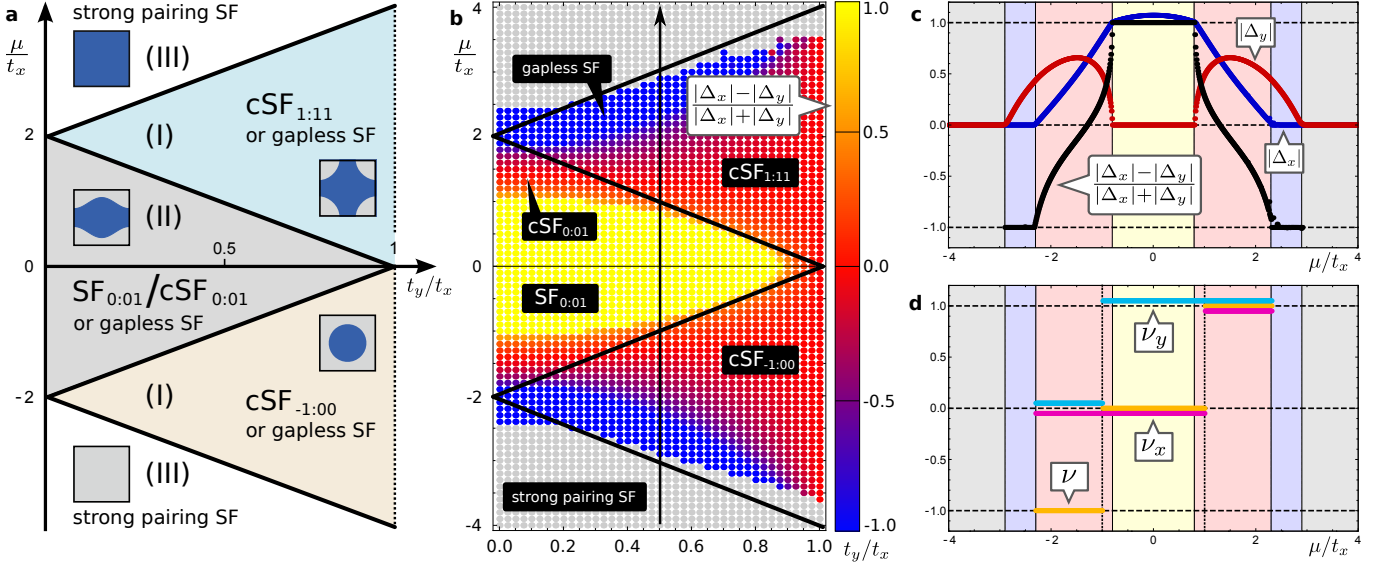 a
strong pairing SF
μ/t_x
(III)
cSF_1:11
or gapless SF
2
(I)
(II)
0.5
1
0
t_y/t_x
SF_0:01/cSF_0:01
or gapless SF
(I)
-2
cSF_-1:00
or gapless SF
(III)
strong pairing SF
b
4
μ/t_x
gapless SF
|Δ_x|−|Δ_y|
|Δ_x|+|Δ_y|
2
cSF_1:11
cSF_0:01
0
SF_0:01
cSF_-1:00
-2
strong pairing SF
-4
0.0 0.2 0.4 0.6 0.8 1.0
t_y/t_x
1.0
0.5
0.0
-0.5
-1.0
c
1.0
|Δ_y|
0.5
0.0
|Δ_x|
|Δ_x|−|Δ_y|
|Δ_x|+|Δ_y|
-0.5
-1.0
-4 -2 0 2 4
μ/t_x
d
1.0
ν_y
0.5
0.0
ν_x
-0.5
ν
-1.0
-4 -2 0 2 4
μ/t_x